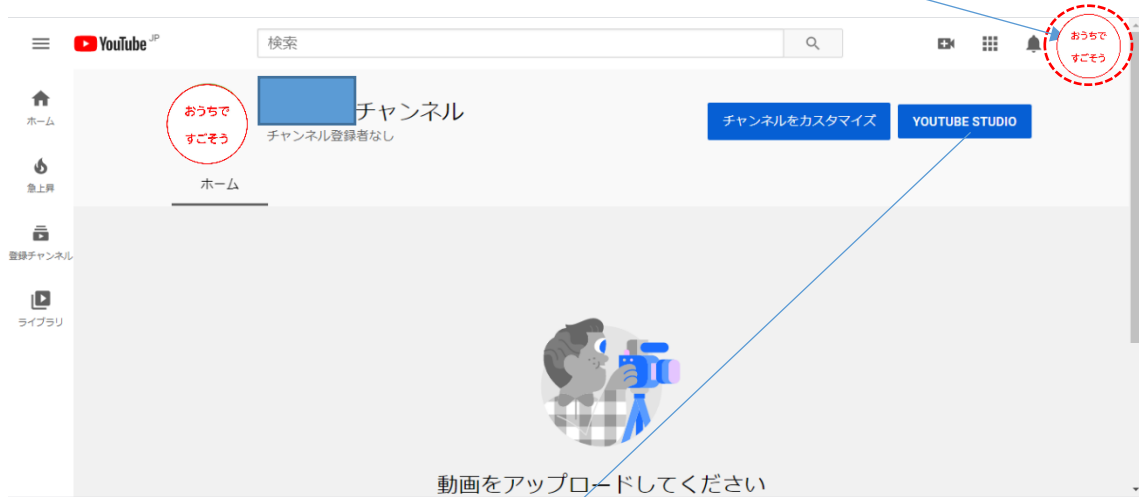 YouTube JP
検索
おうちで
すごそう
ホーム
急上昇
登録チャンネル
ライブラリ
おうちで
すごそう
チャンネル
チャンネル登録者なし
チャンネルをカスタマイズ
YOUTUBE STUDIO
ホーム
動画をアップロードしてください